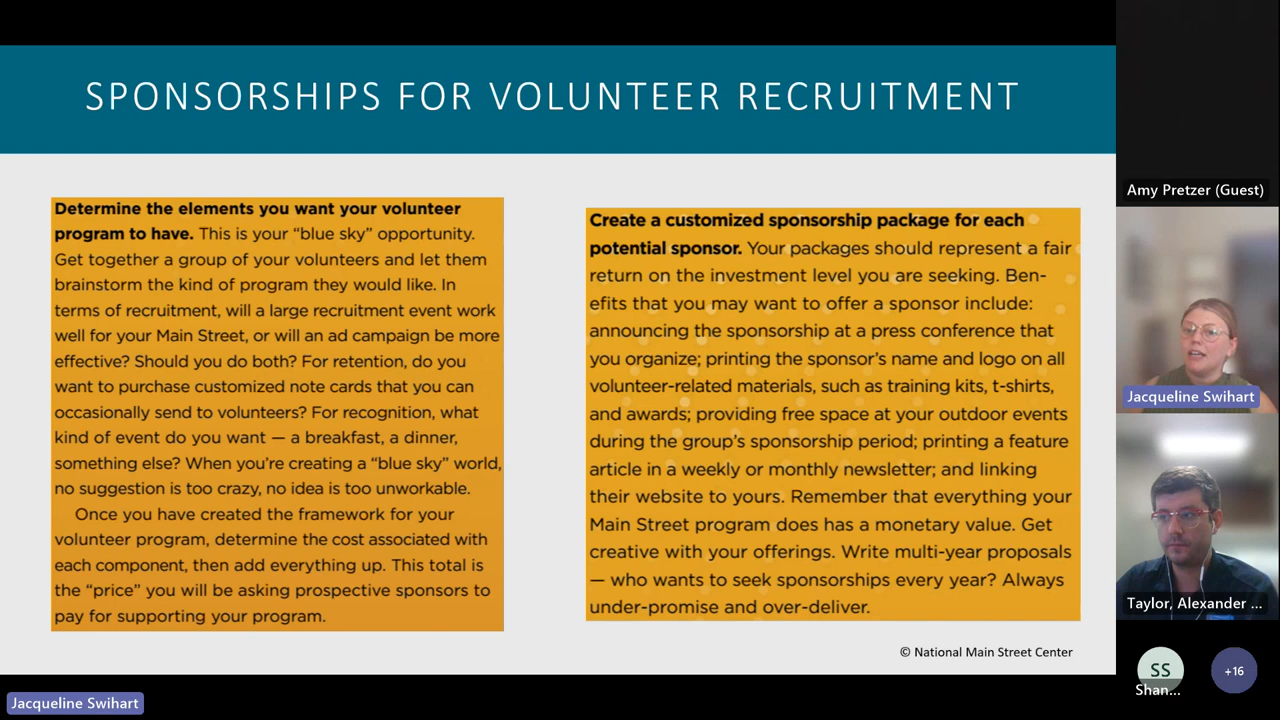 SPONSORSHIPS FOR VOLUNTEER RECRUITMENT
Determine the elements you want your volunteer
program to have. This is your “blue sky” opportunity.
Get together a group of your volunteers and let them
brainstorm the kind of program they would like. In
terms of recruitment, will a large recruitment event work
well for your Main Street, or will an ad campaign be more
effective? Should you do both? For retention, do you
want to purchase customized note cards that you can
occasionally send to volunteers? For recognition, what
kind of event do you want — a breakfast, a dinner,
something else? When you’re creating a “blue sky” world,
no suggestion is too crazy, no idea is too unworkable.
Once you have created the framework for your
volunteer program, determine the cost associated with
each component, then add everything up. This total is
the “price” you will be asking prospective sponsors to
pay for supporting your program.
Create a customized sponsorship package for each
potential sponsor. Your packages should represent a fair
return on the investment level you are seeking. Ben-
efits that you may want to offer a sponsor include:
announcing the sponsorship at a press conference that
you organize; printing the sponsor’s name and logo on all
volunteer-related materials, such as training kits, t-shirts,
and awards; providing free space at your outdoor events
during the group’s sponsorship period; printing a feature
article in a weekly or monthly newsletter; and linking
their website to yours. Remember that everything your
Main Street program does has a monetary value. Get
creative with your offerings. Write multi-year proposals
— who wants to seek sponsorships every year? Always
under-promise and over-deliver.
© National Main Street Center
Jacqueline Swihart
Amy Pretzer (Guest)
Jacqueline Swihart
Taylor, Alexander ...
SS
Shan...
+16